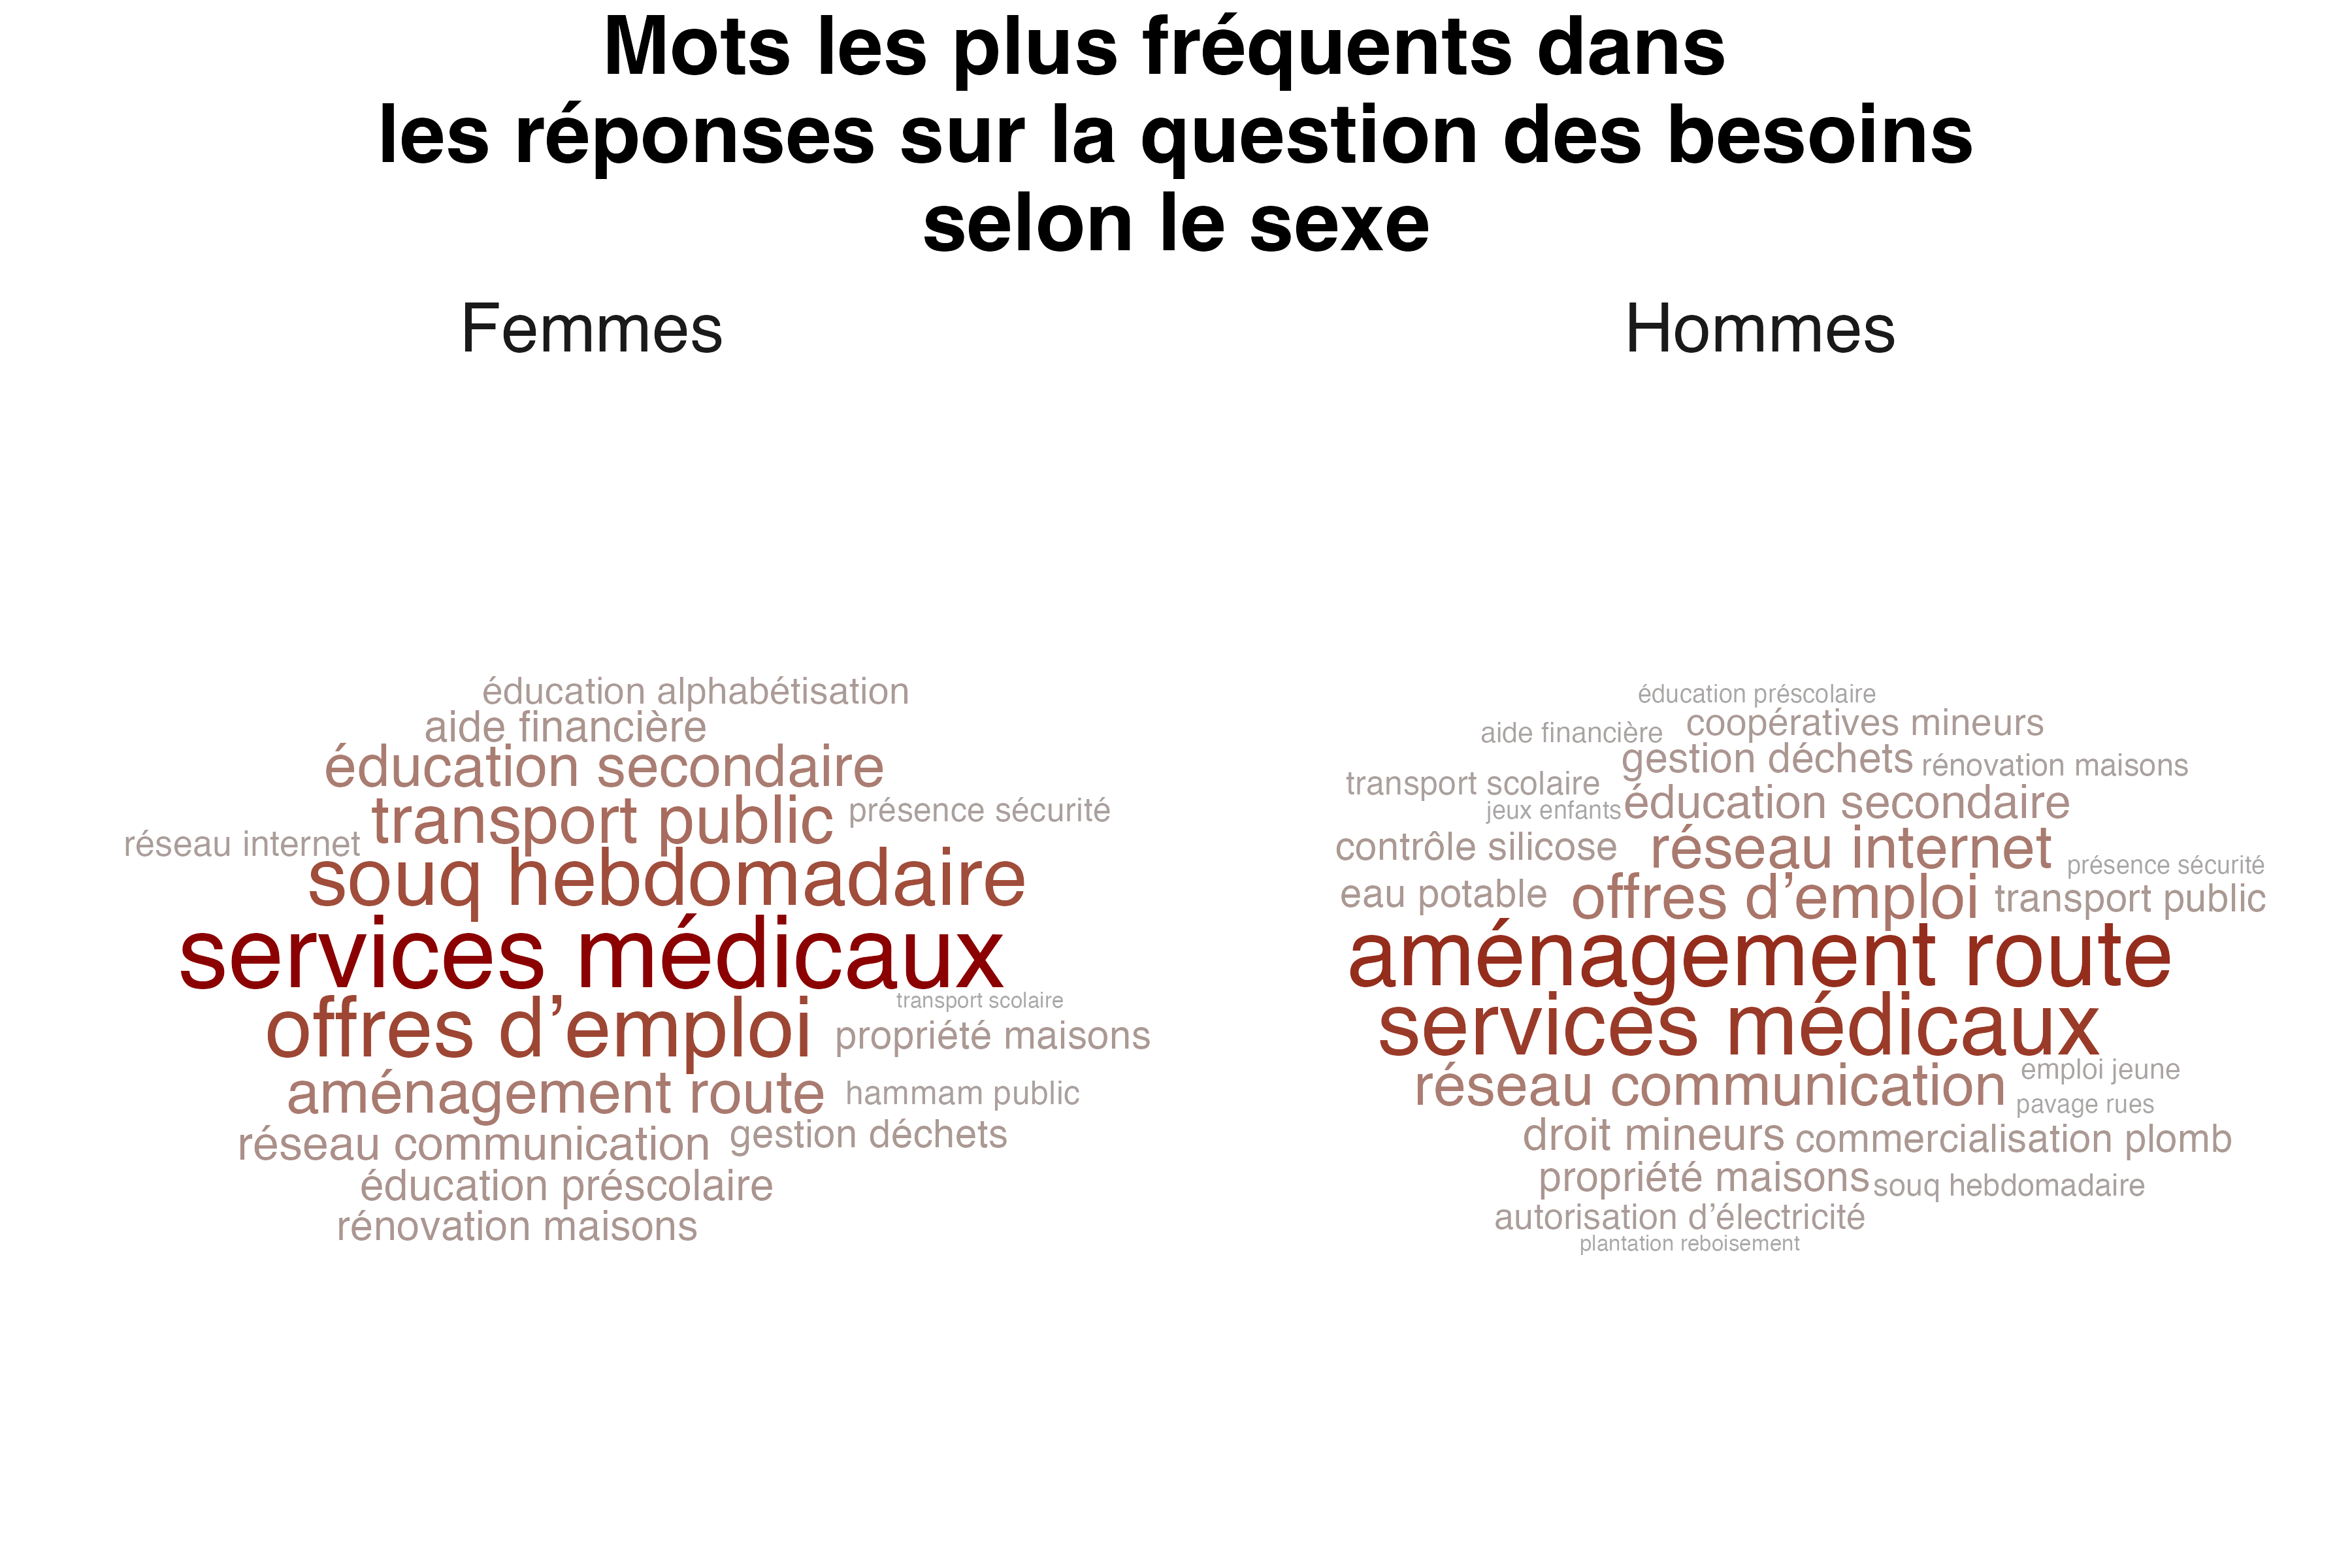 Mots les plus fréquents dans
les réponses sur la question des besoins
selon le sexe
Femmes
éducation alphabétisation
aide financière
éducation secondaire
transport public
présence sécurité
réseau internet
souq hebdomadaire
services médicaux
transport scolaire
offres d’emploi
propriété maisons
aménagement route
hammam public
réseau communication
gestion déchets
éducation préscolaire
rénovation maisons
Hommes
éducation préscolaire
aide financière
coopératives mineurs
gestion déchets
rénovation maisons
transport scolaire
jeux enfants
éducation secondaire
contrôle silicose
réseau internet
présence sécurité
eau potable
offres d’emploi
transport public
aménagement route
services médicaux
réseau communication
emploi jeune
pavage rues
droit mineurs
commercialisation plomb
propriété maisons
souq hebdomadaire
autorisation d’électricité
plantation reboisement